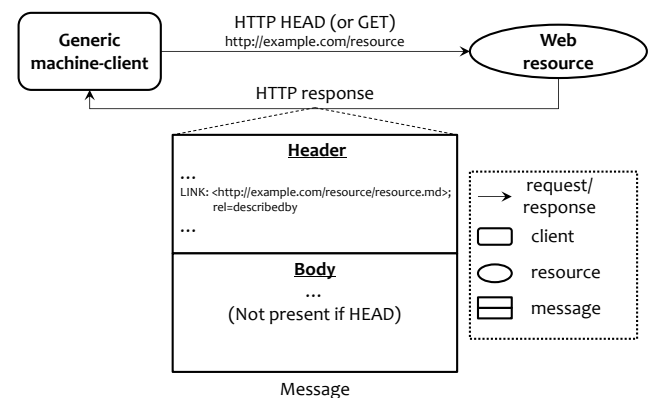 HTTP HEAD (or GET)
http://example.com/resource
Generic
machine-client
Web
resource
HTTP response
Header
...
LINK: <http://example.com/resource/resource.md>;
rel=describedby
...
Body
...
(Not present if HEAD)
Message
request/
response
client
resource
message